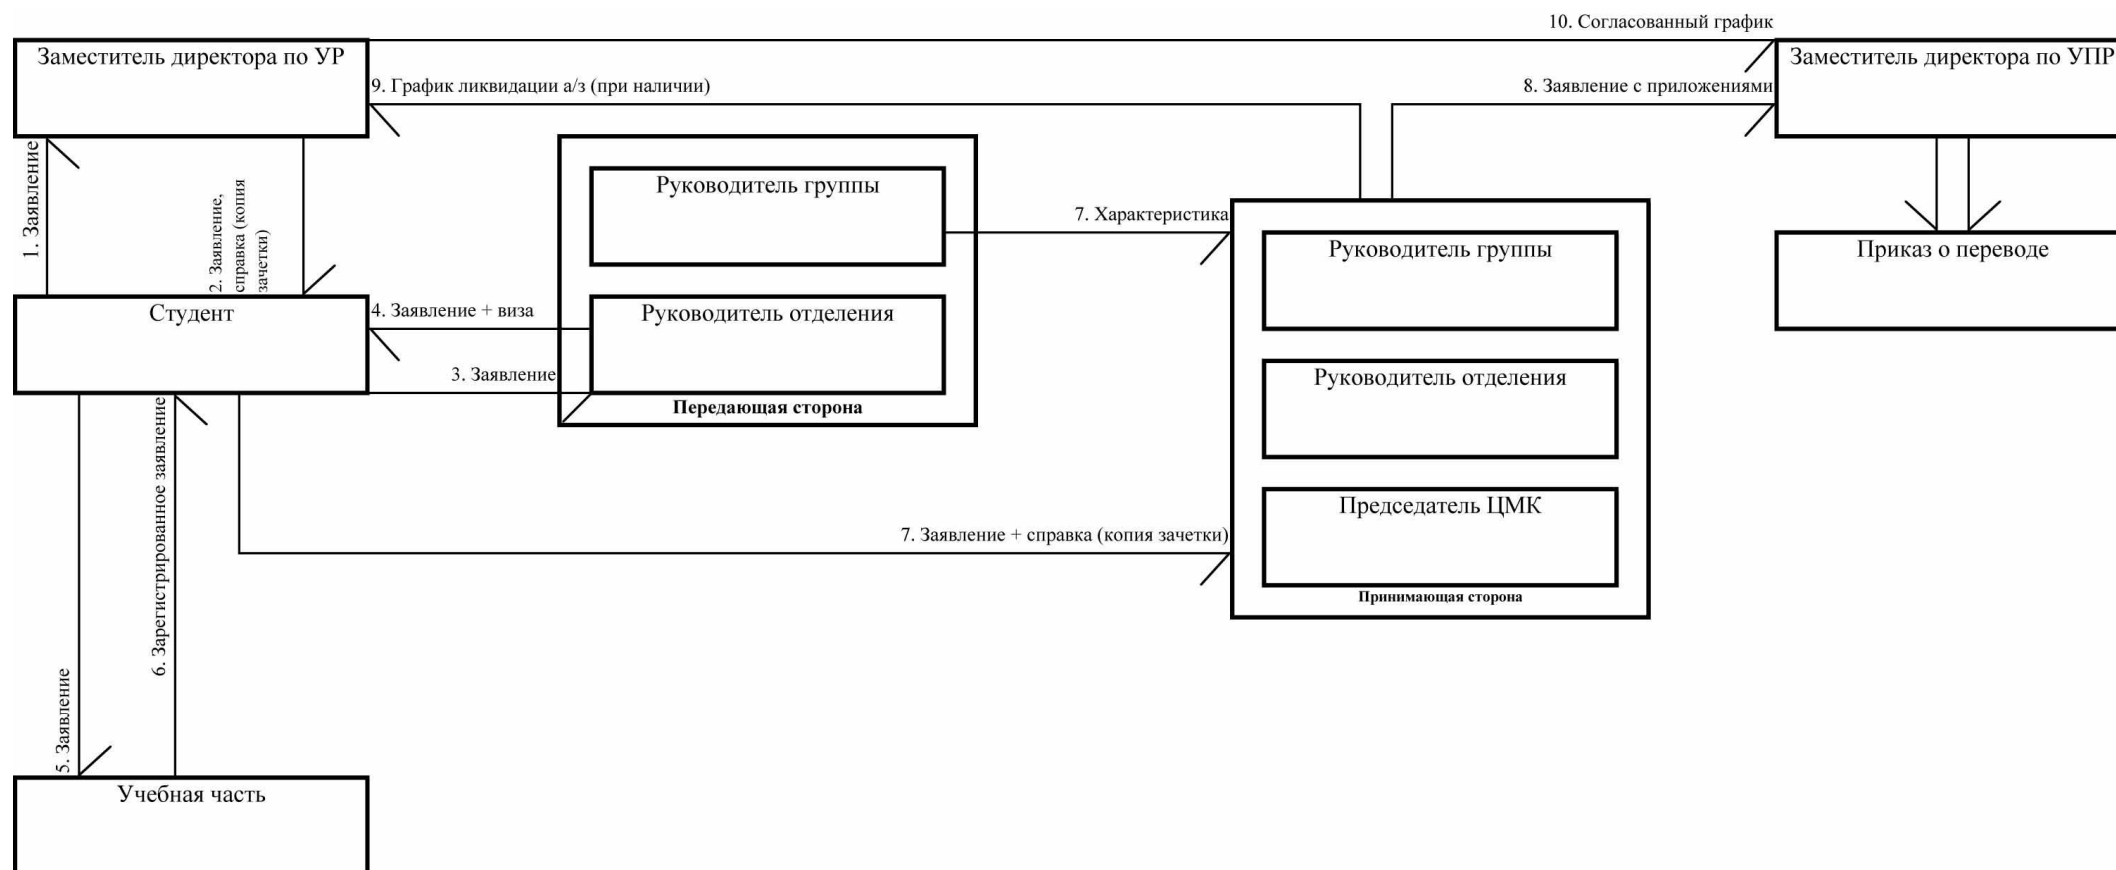 10. Согласованный график
Заместитель директора по УР
Заместитель директора по УПР
9. График ликвидации а/з (при наличии)
8. Заявление с приложениями
1. Заявление
2. Заявление,
справка (копия
зачетки)
Руководитель группы
7. Характеристика
Руководитель группы
Приказ о переводе
Студент
4. Заявление + виза
Руководитель отделения
3. Заявление
Передающая сторона
Руководитель отделения
6. Зарегистрированное заявление
Председатель ЦМК
7. Заявление + справка (копия зачетки)
Принимающая сторона
5. Заявление
Учебная часть